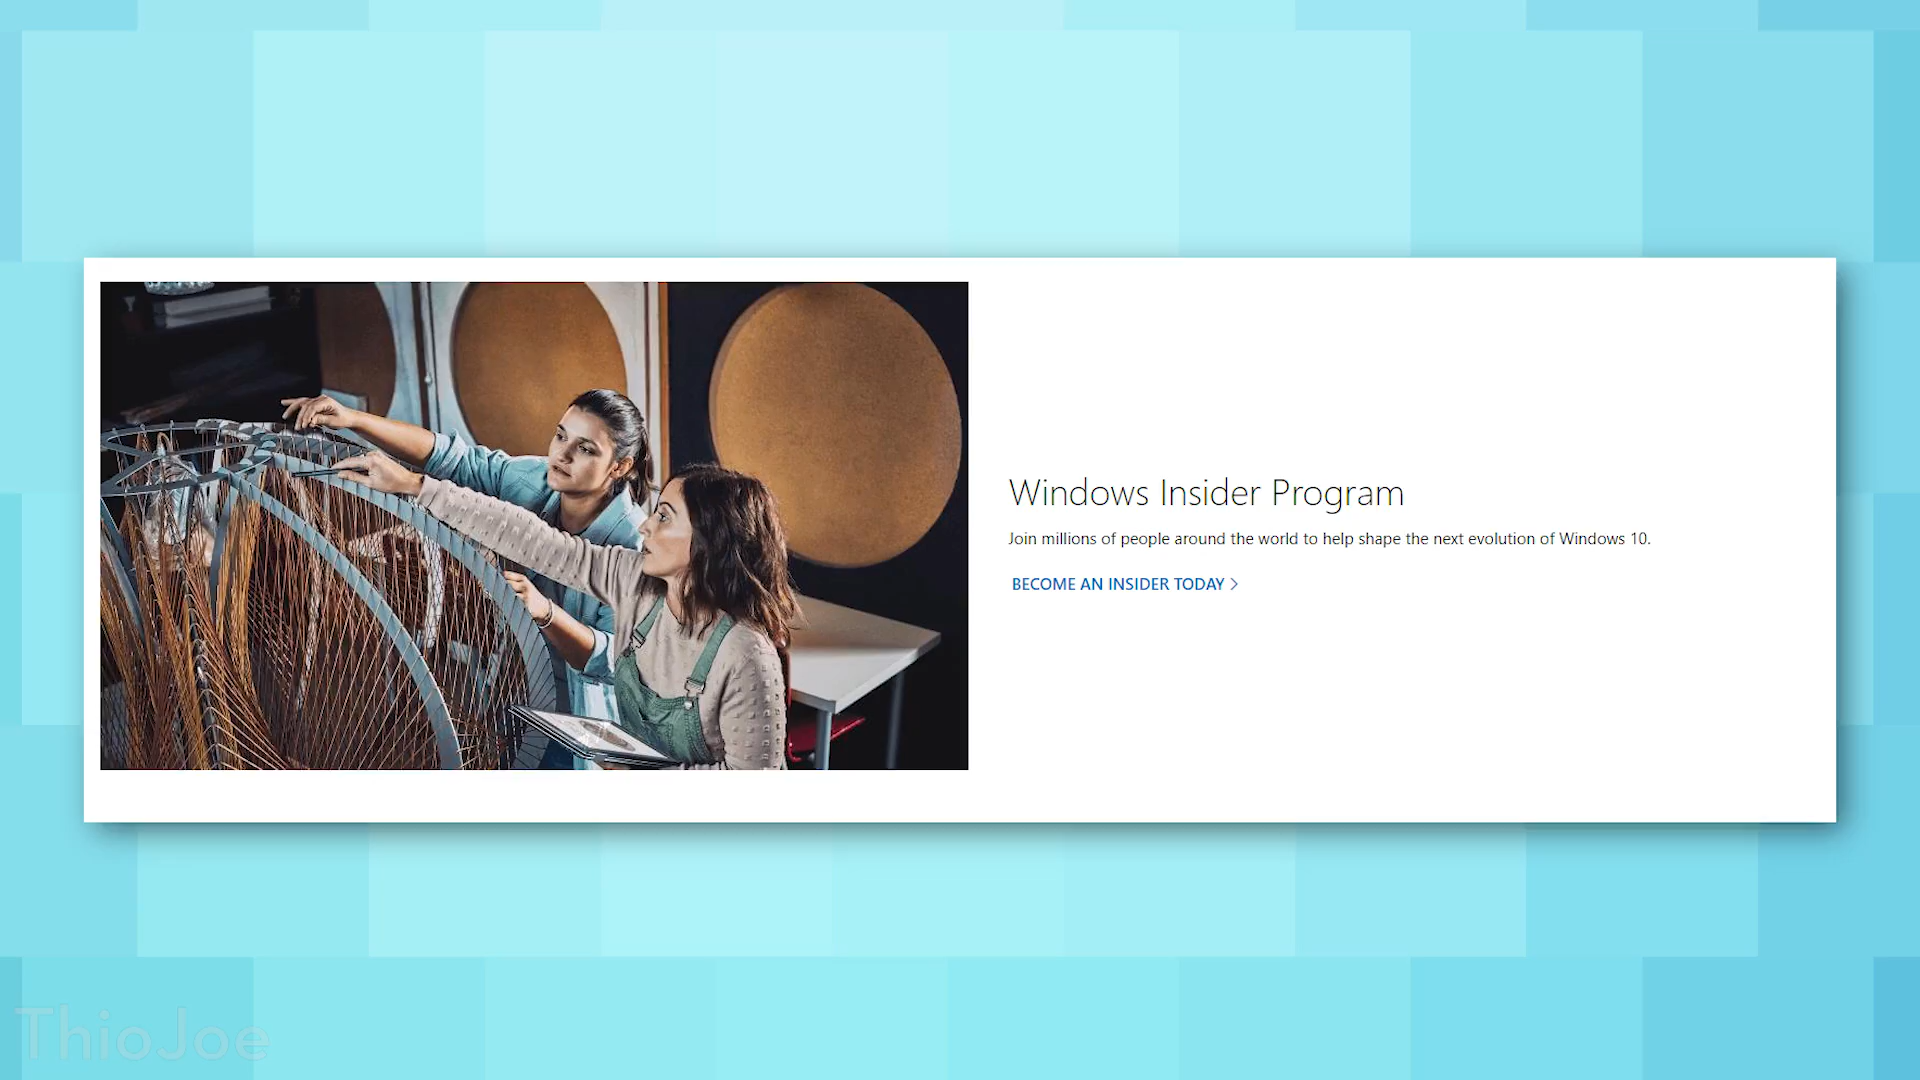 Windows Insider Program
Join millions of people around the world to help shape the next evolution of Windows 10.
BECOME AN INSIDER TODAY >
ThioJoe